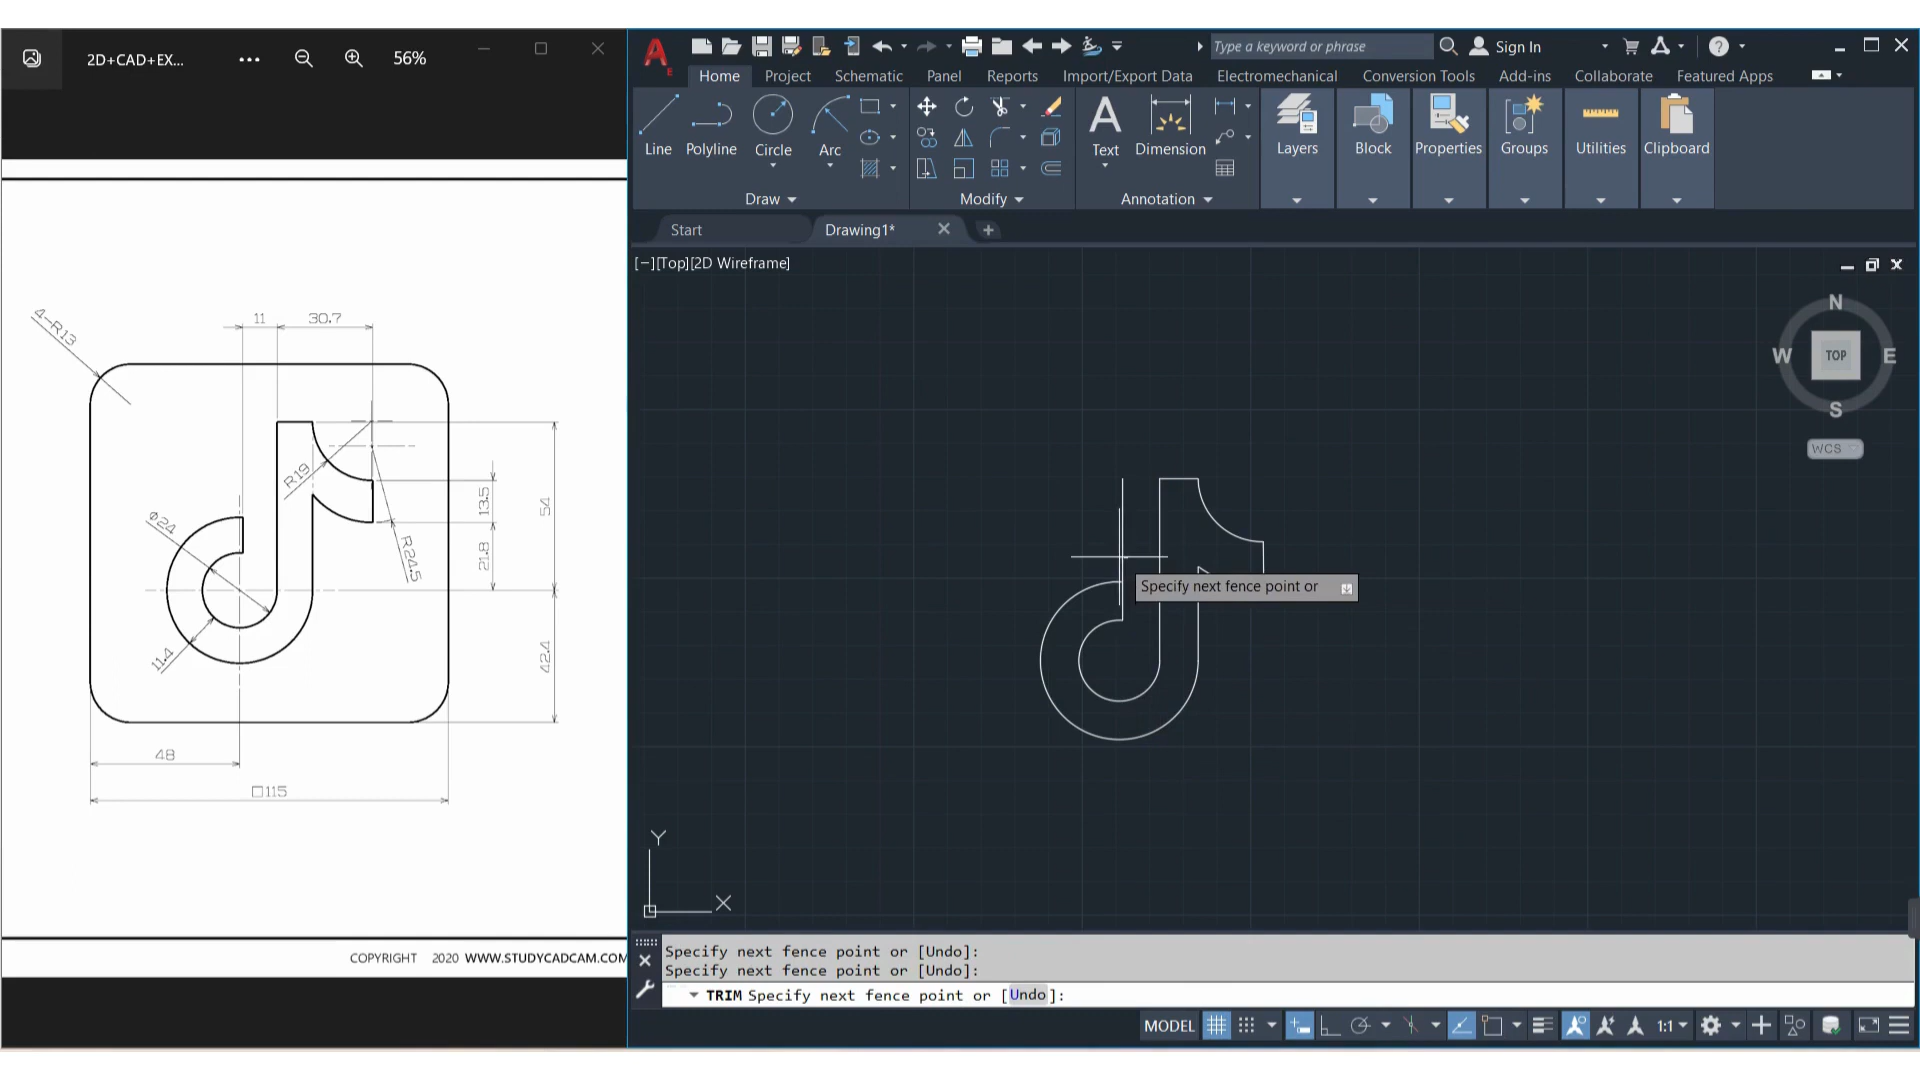 2D+CAD+EX...
56%
4-R13
11
30.7
R19
13.5
54
Φ24
R24.5
21.8
11.4
42.4
48
□115
COPYRIGHT 2020 WWW.STUDYCADCAM.COM
Type a keyword or phrase
Sign In
Home Project Schematic Panel Reports Import/Export Data Electromechanical Conversion Tools Add-ins Collaborate Featured Apps
Line Polyline Circle Arc
Text Dimension
Layers Block Properties Groups Utilities Clipboard
Draw Modify Annotation
Start Drawing1*
[−][Top][2D Wireframe]
N
W TOP E
S
WCS
Specify next fence point or
Y
X
Specify next fence point or [Undo]:
Specify next fence point or [Undo]:
TRIM Specify next fence point or [Undo]:
MODEL 1:1